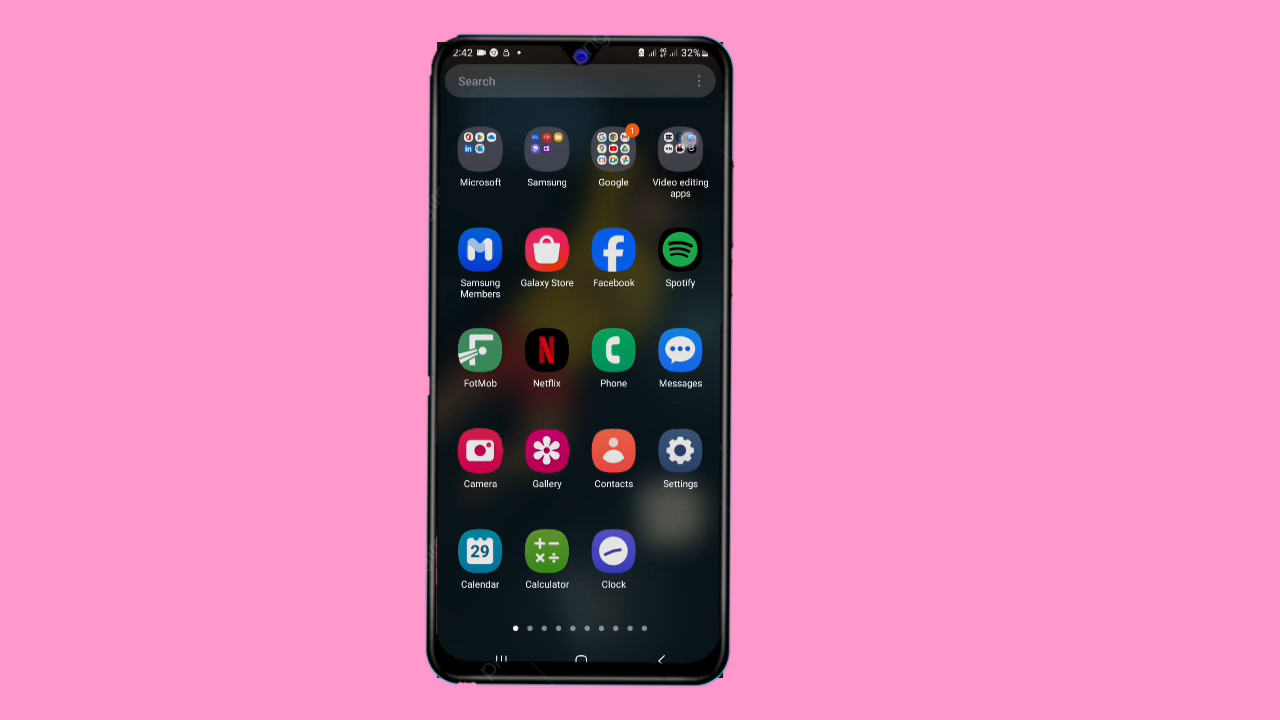 2:42 32%
Search
1
Microsoft Samsung Google Video editing
apps
Samsung Galaxy Store Facebook Spotify
Members
FotMob Netflix Phone Messages
Camera Gallery Contacts Settings
29
Calendar Calculator Clock